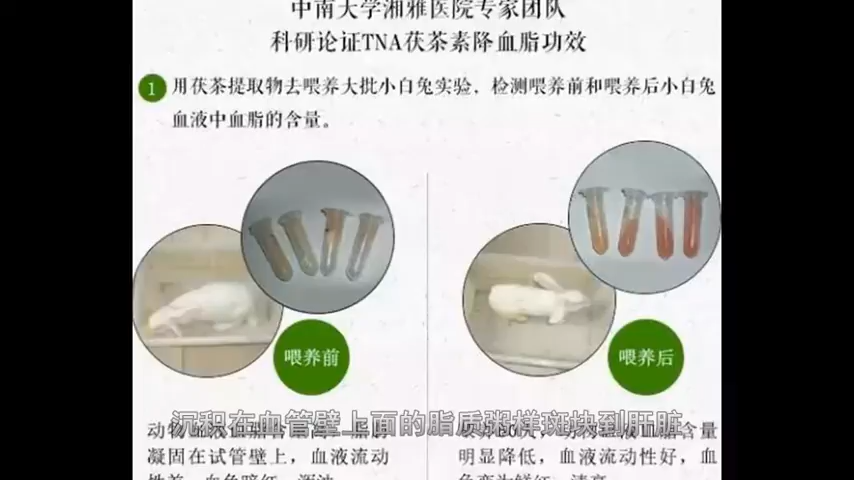 中南大学湘雅医院专家团队
科研论证TNA茯茶素降血脂功效
1 用茯茶提取物去喂养大批小白兔实验，检测喂养前和喂养后小白兔
血液中血脂的含量。
喂养前
喂养后
沉积在血管壁上面的脂质粥样斑块到肝脏
凝固在试管壁上，血液流动
明显降低，血液流动性好，血